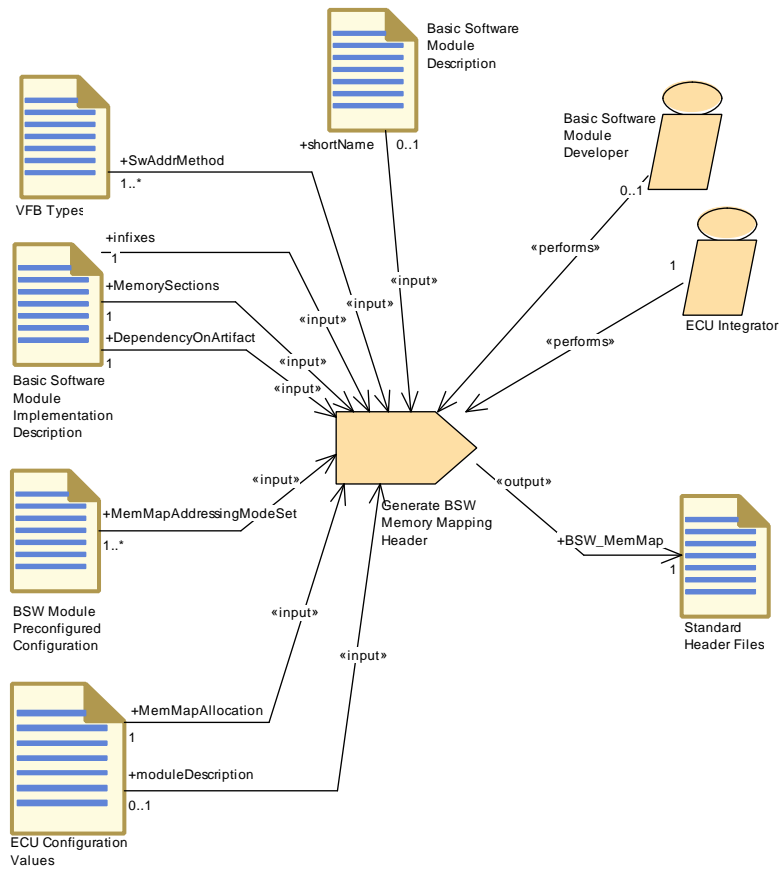 Basic Software
Module
Description
+shortName 0..1
Basic Software
Module
Developer
0..1
+SwAddrMethod
1..*
VFB Types
+infixes
1
+MemorySections
1
+DependencyOnArtifact
1
Basic Software
Module
Implementation
Description
«input»
«input»
«input»
«input»
«input»
«performs»
1
ECU Integrator
«performs»
«input»
+MemMapAddressingModeSet
1..*
BSW Module
Preconfigured
Configuration
Generate BSW
Memory Mapping
Header
«output»
+BSW_MemMap
1
Standard
Header Files
«input»
«input»
+MemMapAllocation
1
+moduleDescription
0..1
ECU Configuration
Values